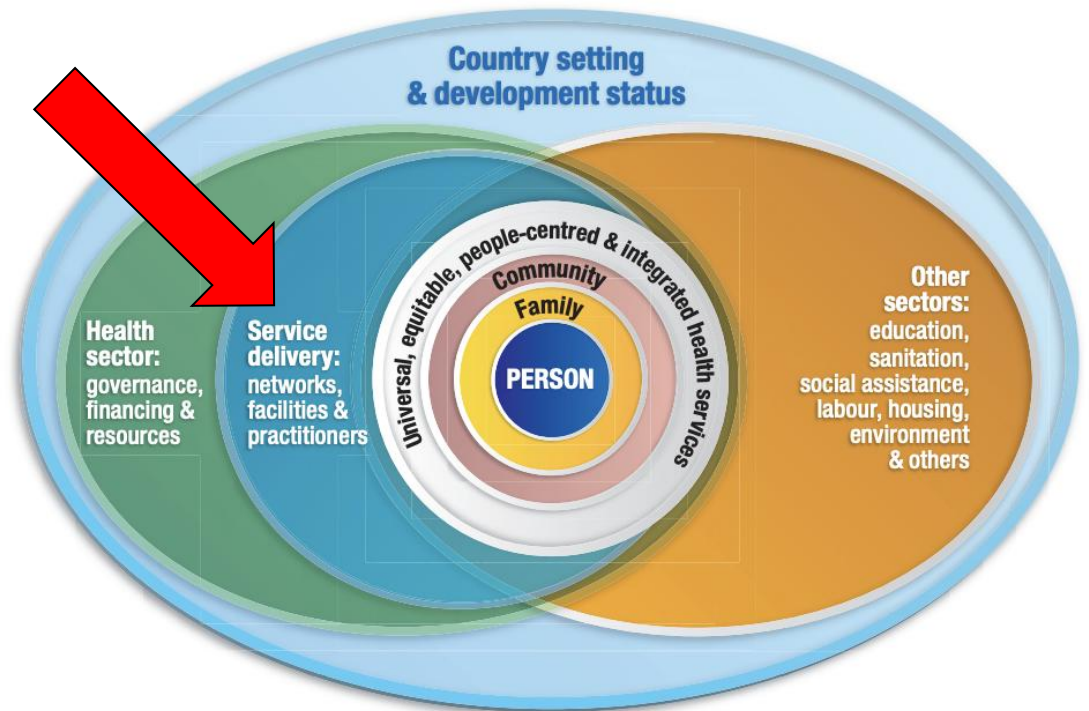 Country setting
& development status
Health
sector:
governance,
financing &
resources
Service
delivery:
networks,
facilities &
practitioners
Universal, equitable, people-centred & integrated health services
Community
Family
PERSON
Other
sectors:
education,
sanitation,
social assistance,
labour, housing,
environment
& others